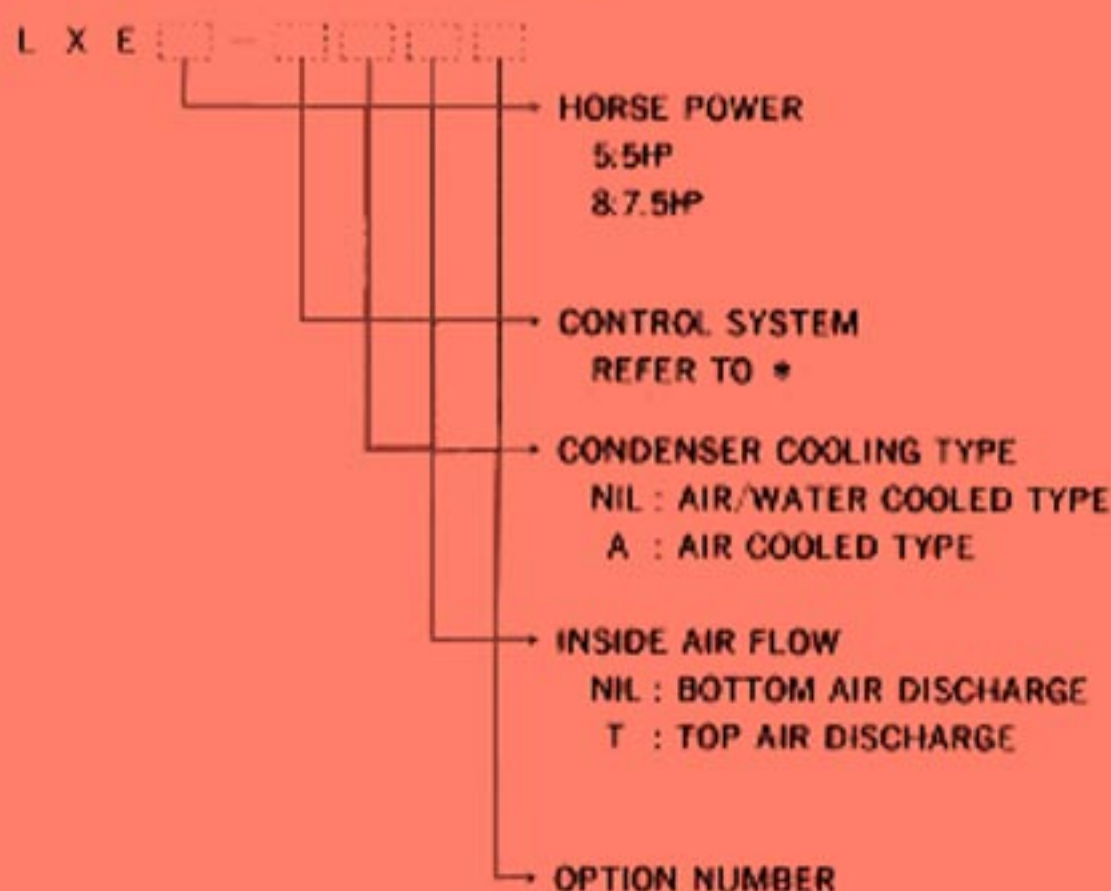 L X E -
HORSE POWER
5:5HP
8:7.5HP
CONTROL SYSTEM
REFER TO *
CONDENSER COOLING TYPE
NIL : AIR/WATER COOLED TYPE
A : AIR COOLED TYPE
INSIDE AIR FLOW
NIL : BOTTOM AIR DISCHARGE
T : TOP AIR DISCHARGE
OPTION NUMBER